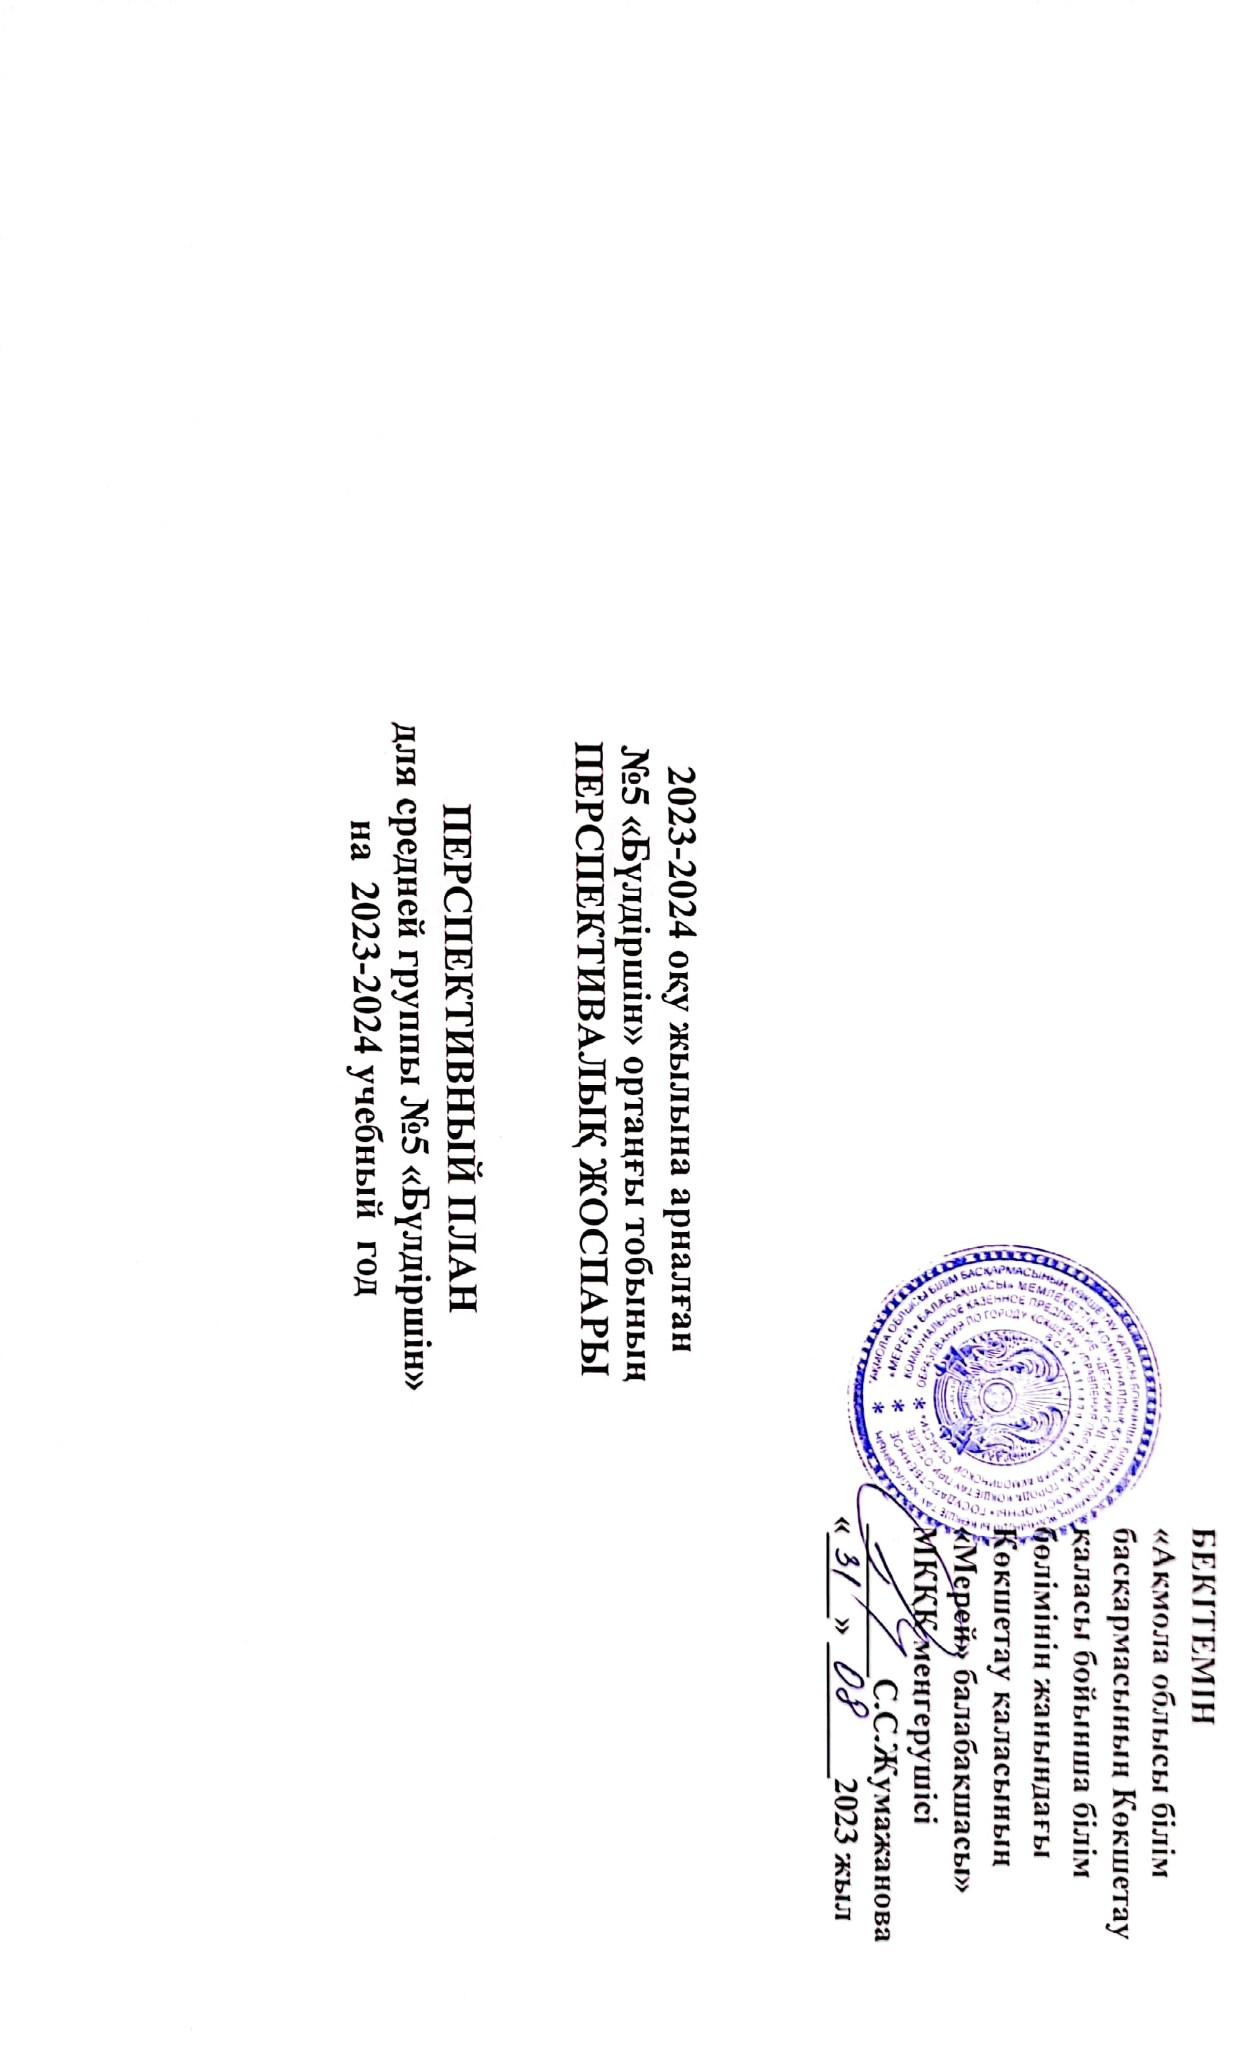 БЕКІТЕМІН
«Ақмола облысы білім
басқармасының Көкшетау
қаласы бойынша білім
бөлімінің жанындағы
Көкшетау қаласының
«Мерей» балабақшасы»
МКҚК меңгерушісі
С.С.Жумажанова
« 31 » 08 2023 жыл
2023-2024 оқу жылына арналған
№5 «Бүлдіршін» ортаңғы тобының
ПЕРСПЕКТИВАЛЫҚ ЖОСПАРЫ
ПЕРСПЕКТИВНЫЙ ПЛАН
для средней группы №5 «Бүлдіршін»
на 2023-2024 учебный год